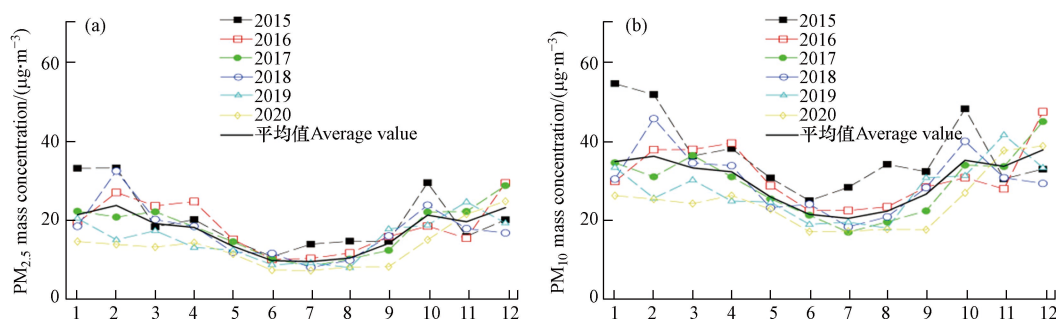 (a)
2015
2016
2017
2018
2019
2020
平均值Average value
PM2.5 mass concentration/(μg·m−3)
60
40
20
0
1 2 3 4 5 6 7 8 9 10 11 12
(b)
2015
2016
2017
2018
2019
2020
平均值Average value
PM10 mass concentration/(μg·m−3)
60
40
20
0
1 2 3 4 5 6 7 8 9 10 11 12